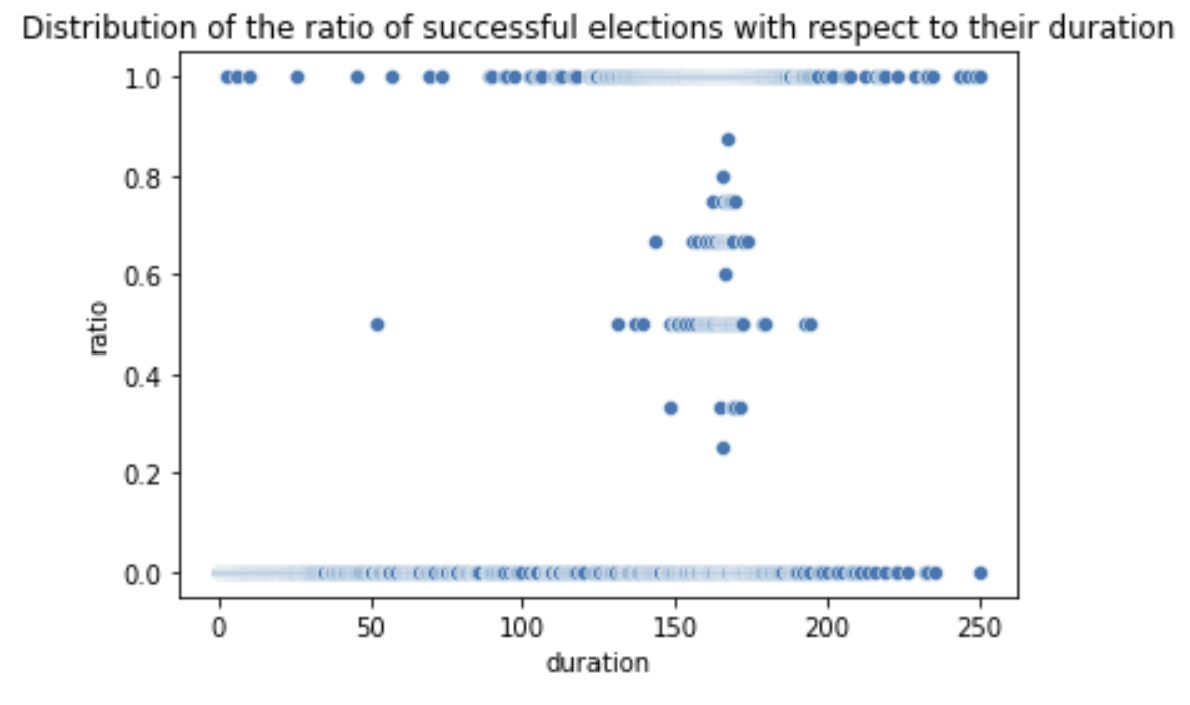 Distribution of the ratio of successful elections with respect to their duration
1.0
0.8
0.6
0.4
0.2
0.0
ratio
0 50 100 150 200 250
duration